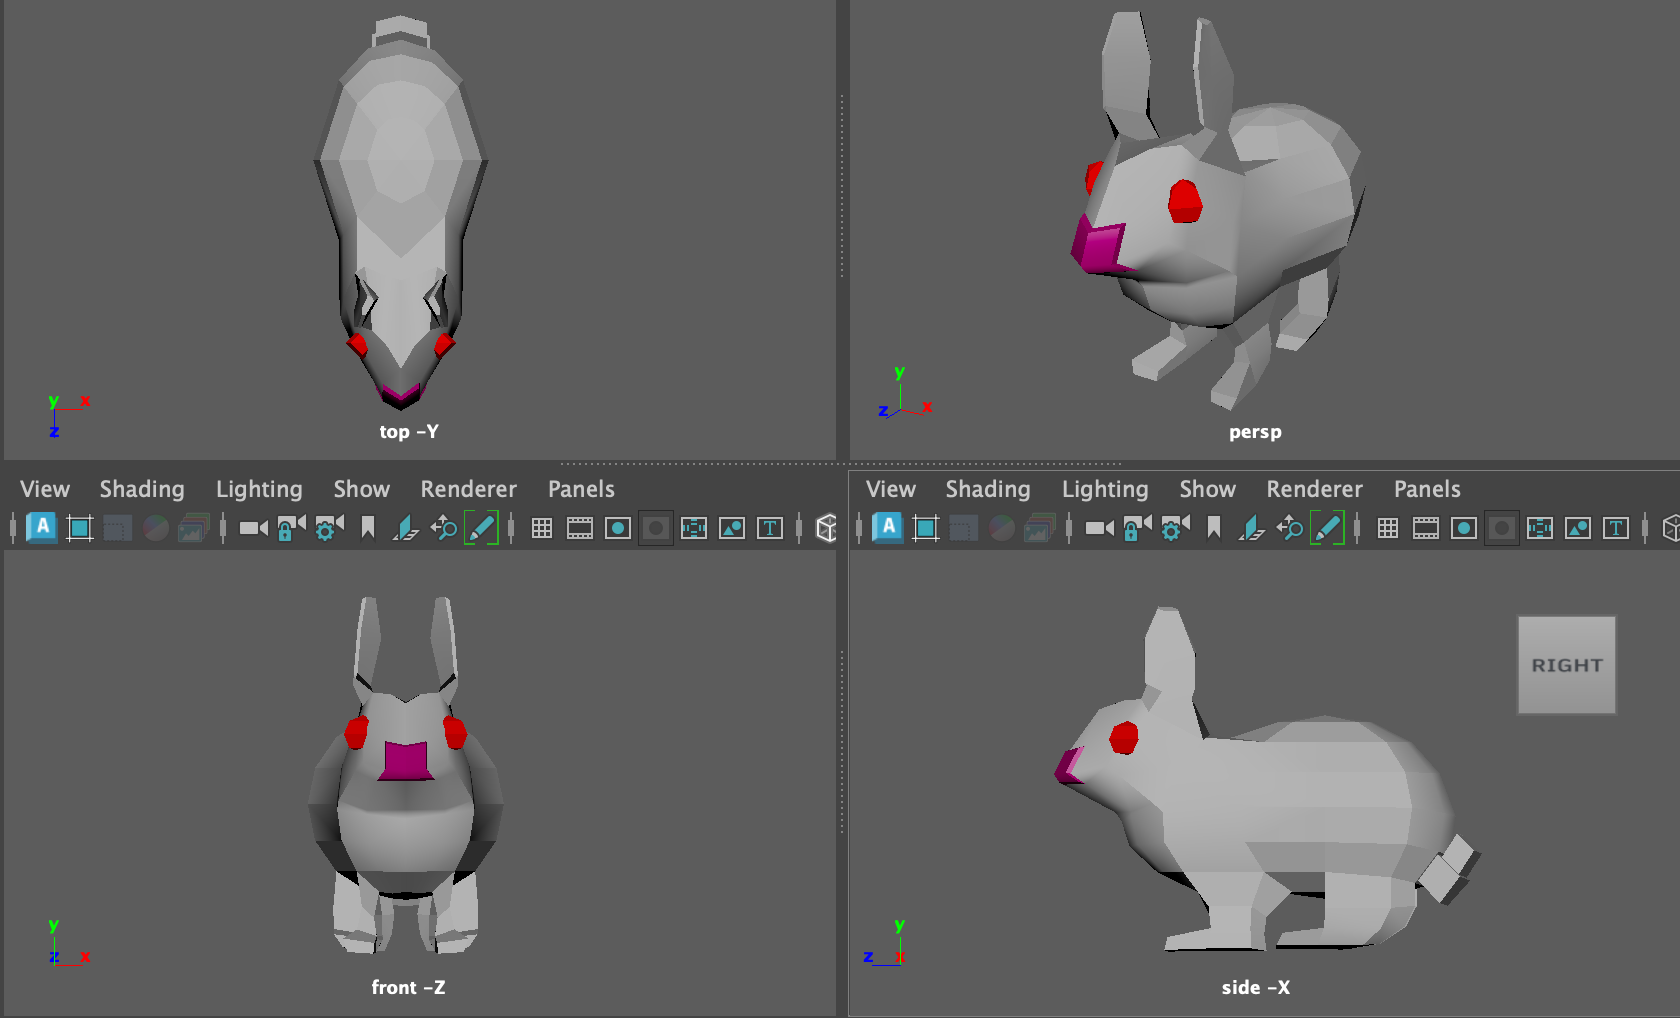 y x
z
top -Y
y
z x
persp
View Shading Lighting Show Renderer Panels
View Shading Lighting Show Renderer Panels
A T
A T
RIGHT
y
z x
front -Z
y
z x
side -X